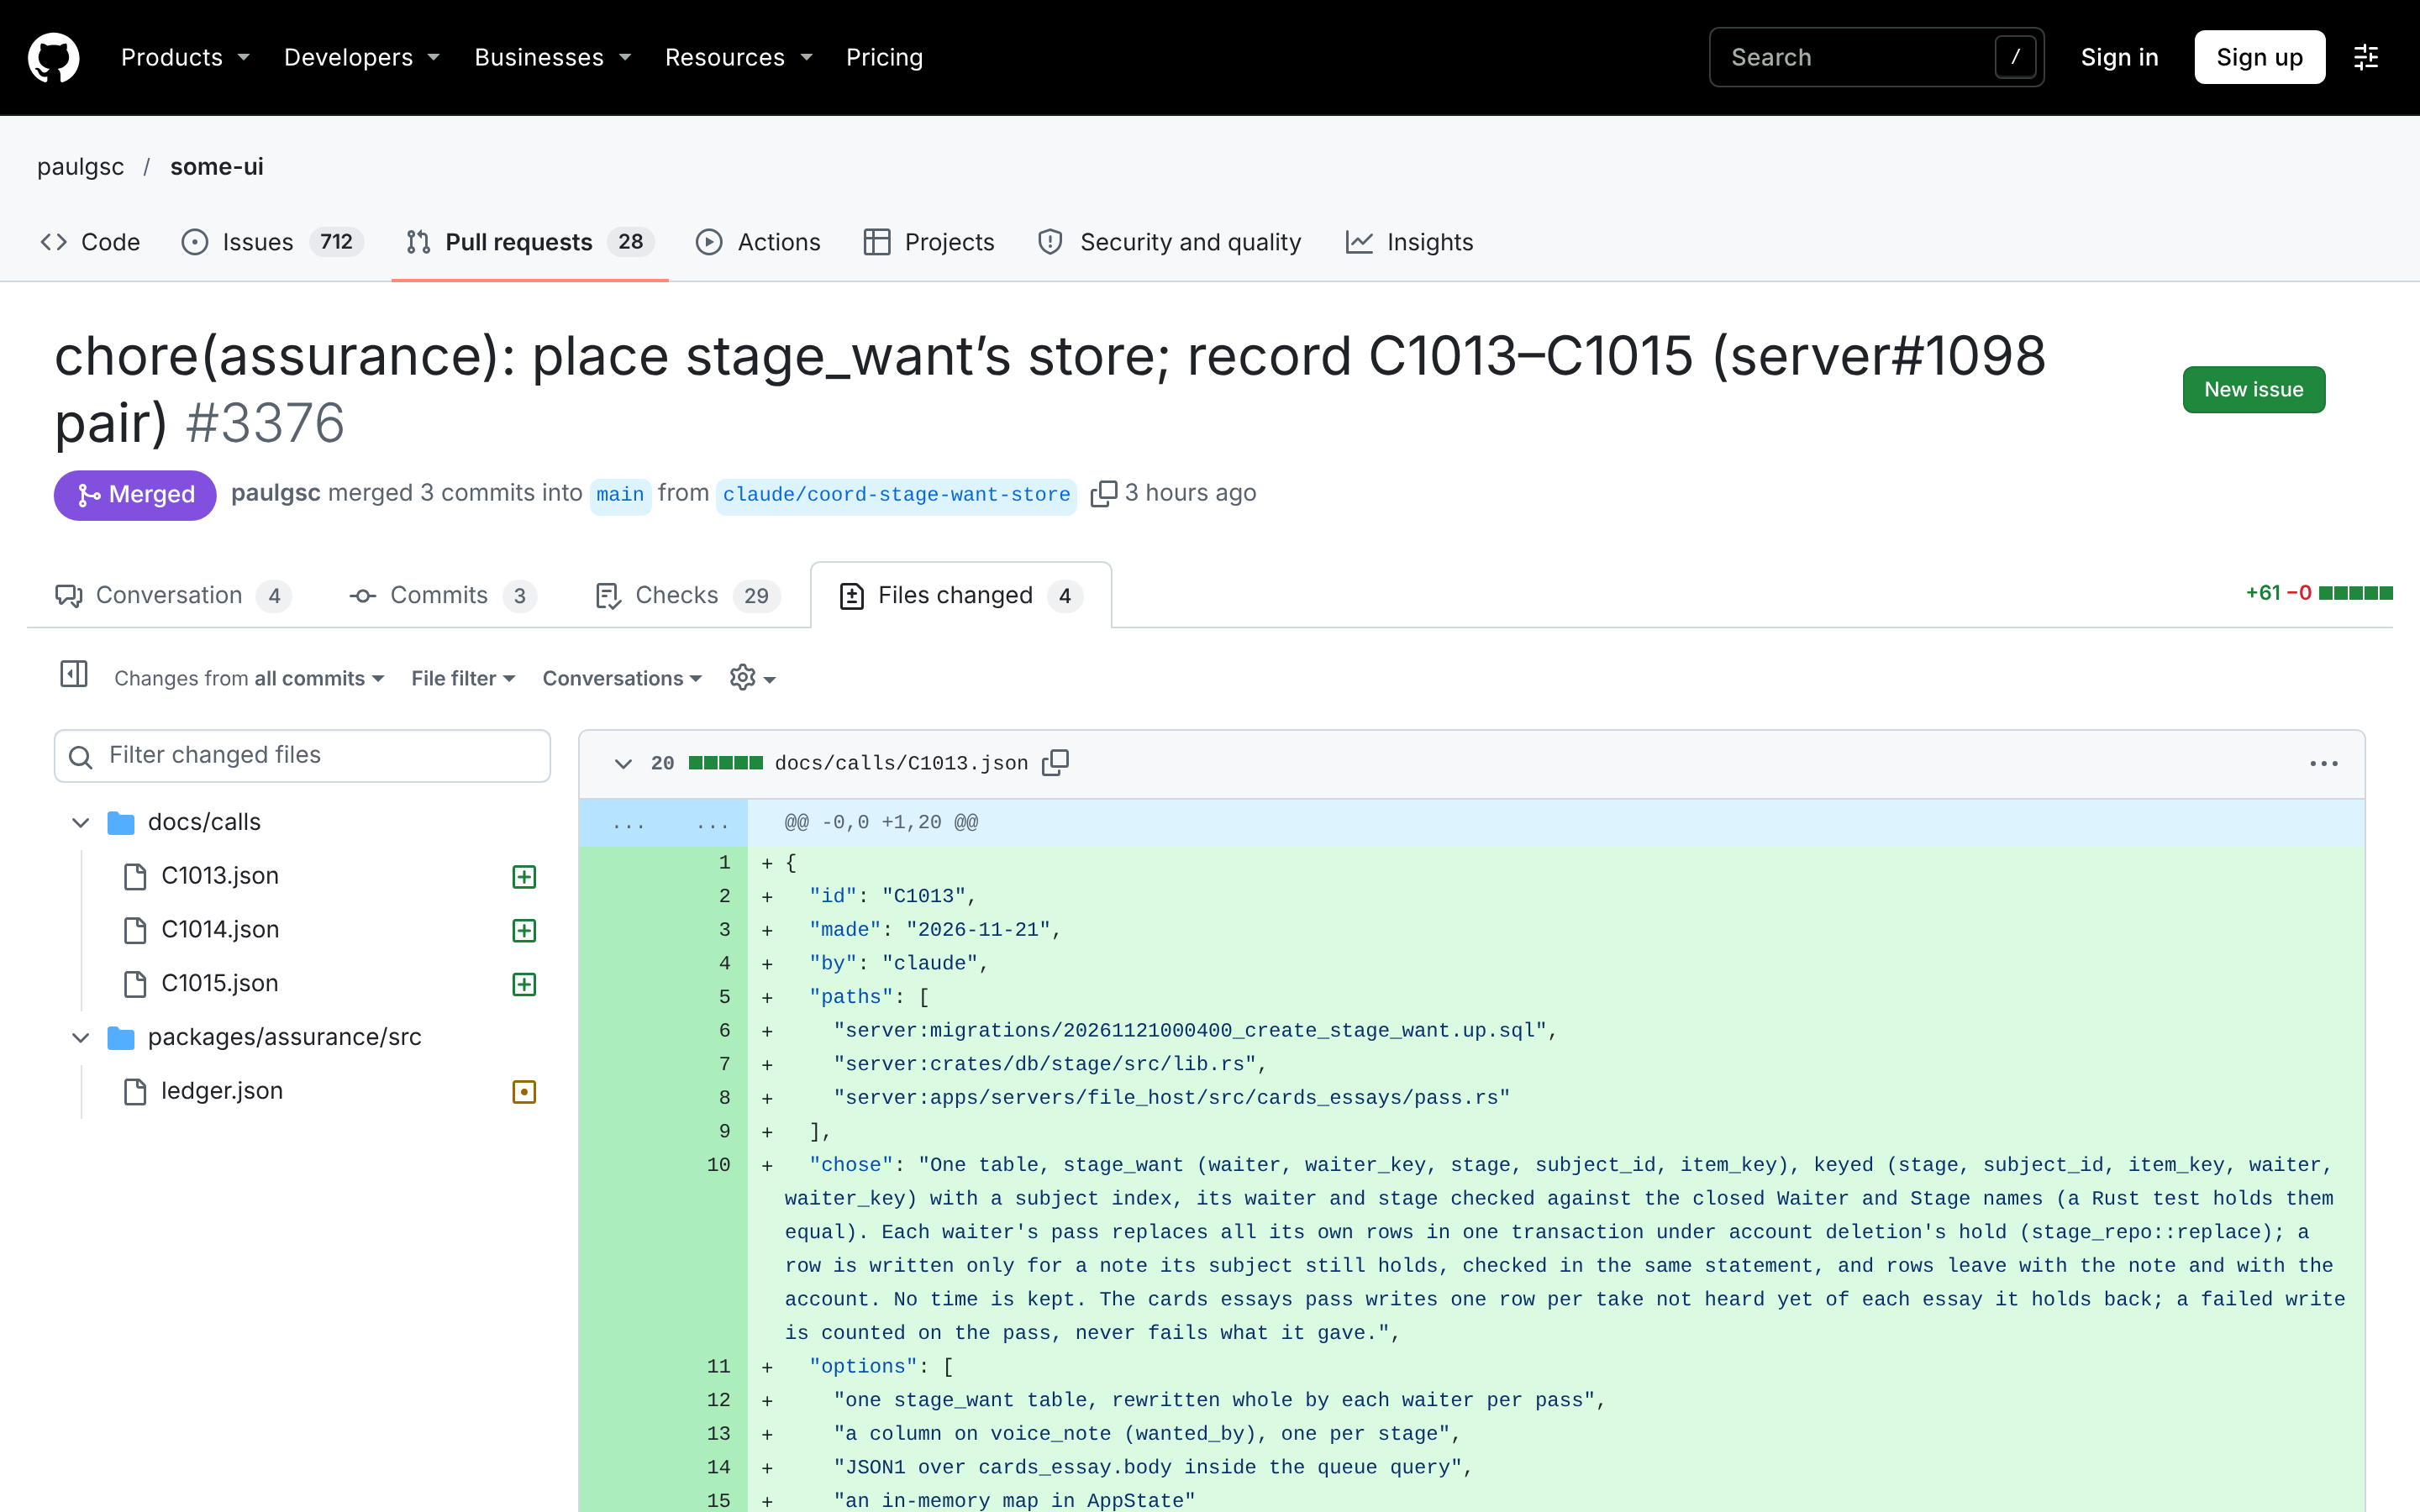 Products
Developers
Businesses
Resources
Pricing
Search
/
Sign in
Sign up
paulgsc / some-ui
Code
Issues 712
Pull requests 28
Actions
Projects
Security and quality
Insights
chore(assurance): place stage_want’s store; record C1013–C1015 (server#1098
pair) #3376
New issue
Merged
paulgsc merged 3 commits into main from claude/coord-stage-want-store 3 hours ago
Conversation 4
Commits 3
Checks 29
Files changed 4
+61 −0
Changes from all commits
File filter
Conversations
Filter changed files
docs/calls
C1013.json
C1014.json
C1015.json
packages/assurance/src
ledger.json
20 docs/calls/C1013.json
... ... @@ -0,0 +1,20 @@
1 + {
2 + "id": "C1013",
3 + "made": "2026-11-21",
4 + "by": "claude",
5 + "paths": [
6 + "server:migrations/20261121000400_create_stage_want.up.sql",
7 + "server:crates/db/stage/src/lib.rs",
8 + "server:apps/servers/file_host/src/cards_essays/pass.rs"
9 + ],
10 + "chose": "One table, stage_want (waiter, waiter_key, stage, subject_id, item_key), keyed (stage, subject_id, item_key, waiter,
waiter_key) with a subject index, its waiter and stage checked against the closed Waiter and Stage names (a Rust test holds them
equal). Each waiter's pass replaces all its own rows in one transaction under account deletion's hold (stage_repo::replace); a
row is written only for a note its subject still holds, checked in the same statement, and rows leave with the note and with the
account. No time is kept. The cards essays pass writes one row per take not heard yet of each essay it holds back; a failed write
is counted on the pass, never fails what it gave.",
11 + "options": [
12 + "one stage_want table, rewritten whole by each waiter per pass",
13 + "a column on voice_note (wanted_by), one per stage",
14 + "JSON1 over cards_essay.body inside the queue query",
15 + "an in-memory map in AppState"